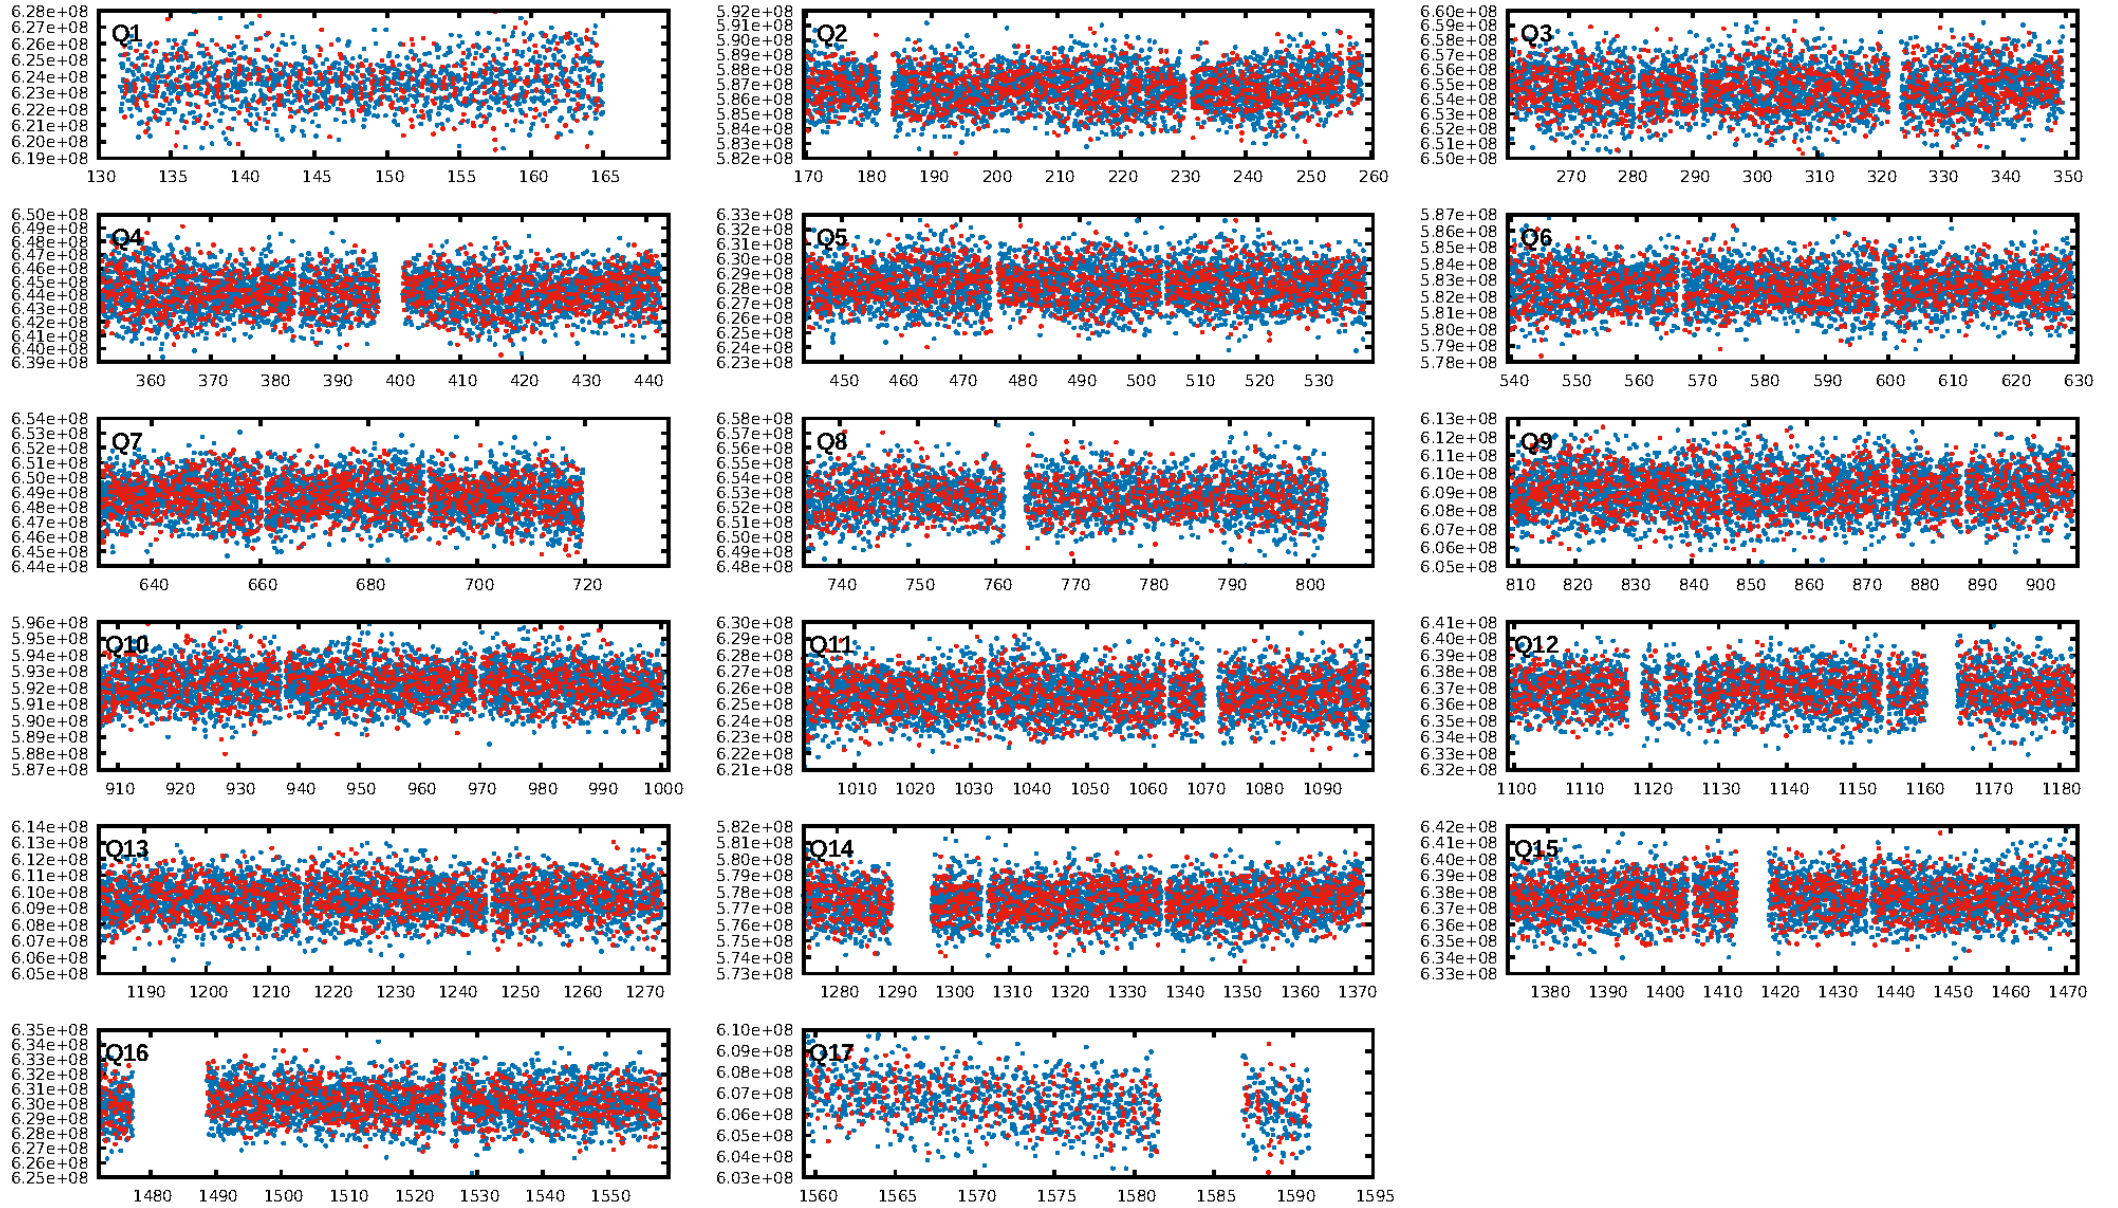 Q1
6.28e+08
6.27e+08
6.26e+08
6.25e+08
6.24e+08
6.23e+08
6.22e+08
6.21e+08
6.20e+08
6.19e+08
130 135 140 145 150 155 160 165
Q2
5.92e+08
5.91e+08
5.90e+08
5.89e+08
5.88e+08
5.87e+08
5.86e+08
5.85e+08
5.84e+08
5.83e+08
5.82e+08
170 180 190 200 210 220 230 240 250 260
Q3
6.60e+08
6.59e+08
6.58e+08
6.57e+08
6.56e+08
6.55e+08
6.54e+08
6.53e+08
6.52e+08
6.51e+08
6.50e+08
270 280 290 300 310 320 330 340 350
Q4
6.50e+08
6.49e+08
6.48e+08
6.47e+08
6.46e+08
6.45e+08
6.44e+08
6.43e+08
6.42e+08
6.41e+08
6.40e+08
6.39e+08
360 370 380 390 400 410 420 430 440
Q5
6.33e+08
6.32e+08
6.31e+08
6.30e+08
6.29e+08
6.28e+08
6.27e+08
6.26e+08
6.25e+08
6.24e+08
6.23e+08
450 460 470 480 490 500 510 520 530
Q6
5.87e+08
5.86e+08
5.85e+08
5.84e+08
5.83e+08
5.82e+08
5.81e+08
5.80e+08
5.79e+08
5.78e+08
540 550 560 570 580 590 600 610 620 630
Q7
6.54e+08
6.53e+08
6.52e+08
6.51e+08
6.50e+08
6.49e+08
6.48e+08
6.47e+08
6.46e+08
6.45e+08
6.44e+08
640 660 680 700 720
Q8
6.58e+08
6.57e+08
6.56e+08
6.55e+08
6.54e+08
6.53e+08
6.52e+08
6.51e+08
6.50e+08
6.49e+08
6.48e+08
740 750 760 770 780 790 800
Q9
6.13e+08
6.12e+08
6.11e+08
6.10e+08
6.09e+08
6.08e+08
6.07e+08
6.06e+08
6.05e+08
810 820 830 840 850 860 870 880 890 900
Q10
5.96e+08
5.95e+08
5.94e+08
5.93e+08
5.92e+08
5.91e+08
5.90e+08
5.89e+08
5.88e+08
5.87e+08
910 920 930 940 950 960 970 980 990 1000
Q11
6.30e+08
6.29e+08
6.28e+08
6.27e+08
6.26e+08
6.25e+08
6.24e+08
6.23e+08
6.22e+08
6.21e+08
1010 1020 1030 1040 1050 1060 1070 1080 1090
Q12
6.41e+08
6.40e+08
6.39e+08
6.38e+08
6.37e+08
6.36e+08
6.35e+08
6.34e+08
6.33e+08
6.32e+08
1100 1110 1120 1130 1140 1150 1160 1170 1180
Q13
6.14e+08
6.13e+08
6.12e+08
6.11e+08
6.10e+08
6.09e+08
6.08e+08
6.07e+08
6.06e+08
6.05e+08
1190 1200 1210 1220 1230 1240 1250 1260 1270
Q14
5.82e+08
5.81e+08
5.80e+08
5.79e+08
5.78e+08
5.77e+08
5.76e+08
5.75e+08
5.74e+08
5.73e+08
1280 1290 1300 1310 1320 1330 1340 1350 1360 1370
Q15
6.42e+08
6.41e+08
6.40e+08
6.39e+08
6.38e+08
6.37e+08
6.36e+08
6.35e+08
6.34e+08
6.33e+08
1380 1390 1400 1410 1420 1430 1440 1450 1460 1470
Q16
6.35e+08
6.34e+08
6.33e+08
6.32e+08
6.31e+08
6.30e+08
6.29e+08
6.28e+08
6.27e+08
6.26e+08
6.25e+08
1480 1490 1500 1510 1520 1530 1540 1550
Q17
6.10e+08
6.09e+08
6.08e+08
6.07e+08
6.06e+08
6.05e+08
6.04e+08
6.03e+08
1560 1565 1570 1575 1580 1585 1590 1595